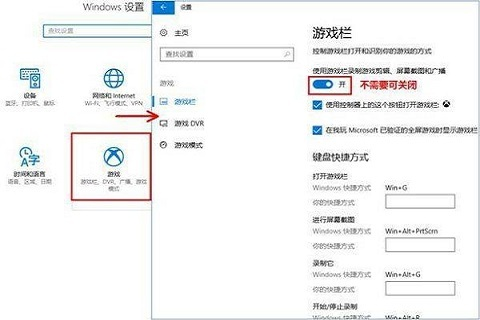 Windows 设置
查找设置
设备
蓝牙、打印机、鼠标
网络和 Internet
Wi-Fi、飞行模式、VPN
时间和语言
语音、区域、日期
游戏
游戏栏、DVR、广播、游戏模式
设置
主页
查找设置
游戏
游戏栏
游戏 DVR
游戏模式
游戏栏
控制游戏栏打开和识别你的游戏的方式
使用游戏栏录制游戏剪辑、屏幕截图和广播
开
不需要可关闭
使用控制器上的这个按钮打开游戏栏:
在我玩 Microsoft 已验证的全屏游戏时显示游戏栏
键盘快捷方式
打开游戏栏
Windows 快捷方式 Win+G
你的快捷方式
进行屏幕截图
Windows 快捷方式 Win+Alt+PrtScrn
你的快捷方式
录制它
Windows 快捷方式 Win+Alt+G
你的快捷方式
开始/停止录制
Windows 快捷方式 Win+Alt+R